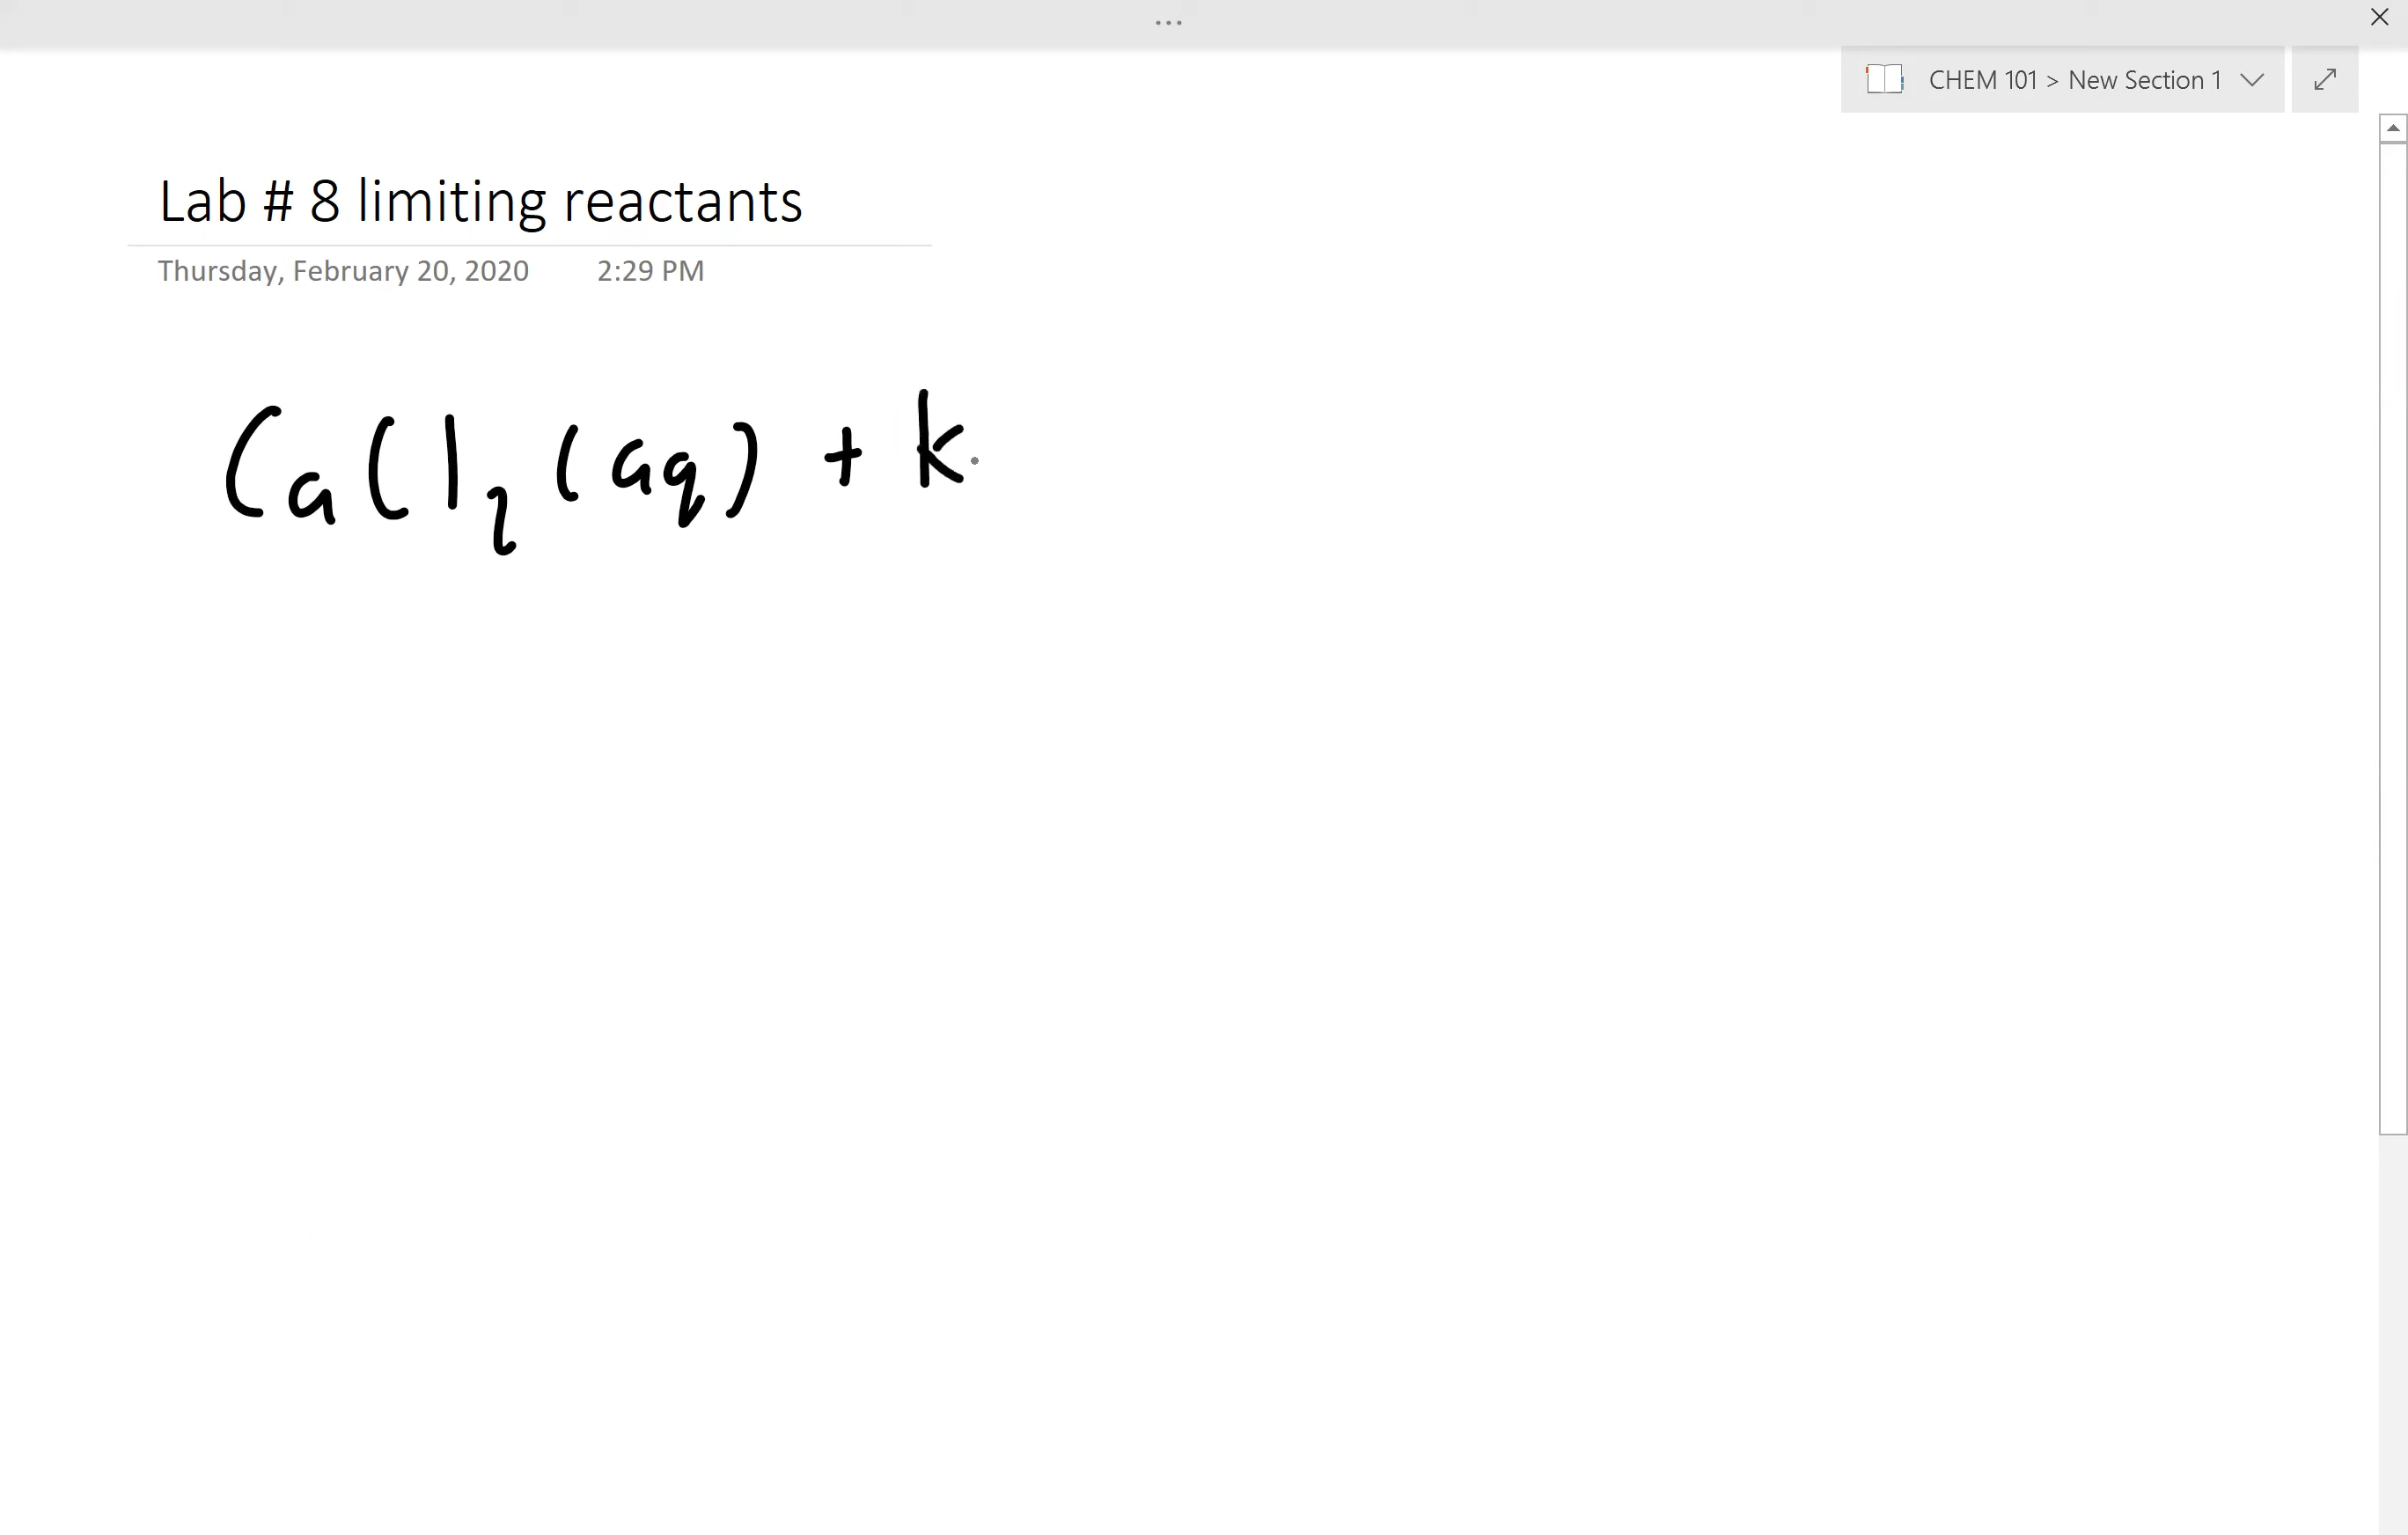 CHEM 101 > New Section 1
Lab # 8 limiting reactants
Thursday, February 20, 2020 2:29 PM
CaCl₂ (aq) + k